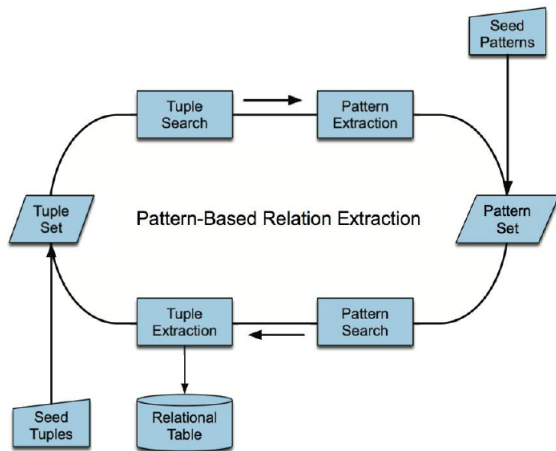 Seed
Patterns
Tuple
Search
Pattern
Extraction
Tuple
Set
Pattern-Based Relation Extraction
Pattern
Set
Tuple
Extraction
Pattern
Search
Seed
Tuples
Relational
Table